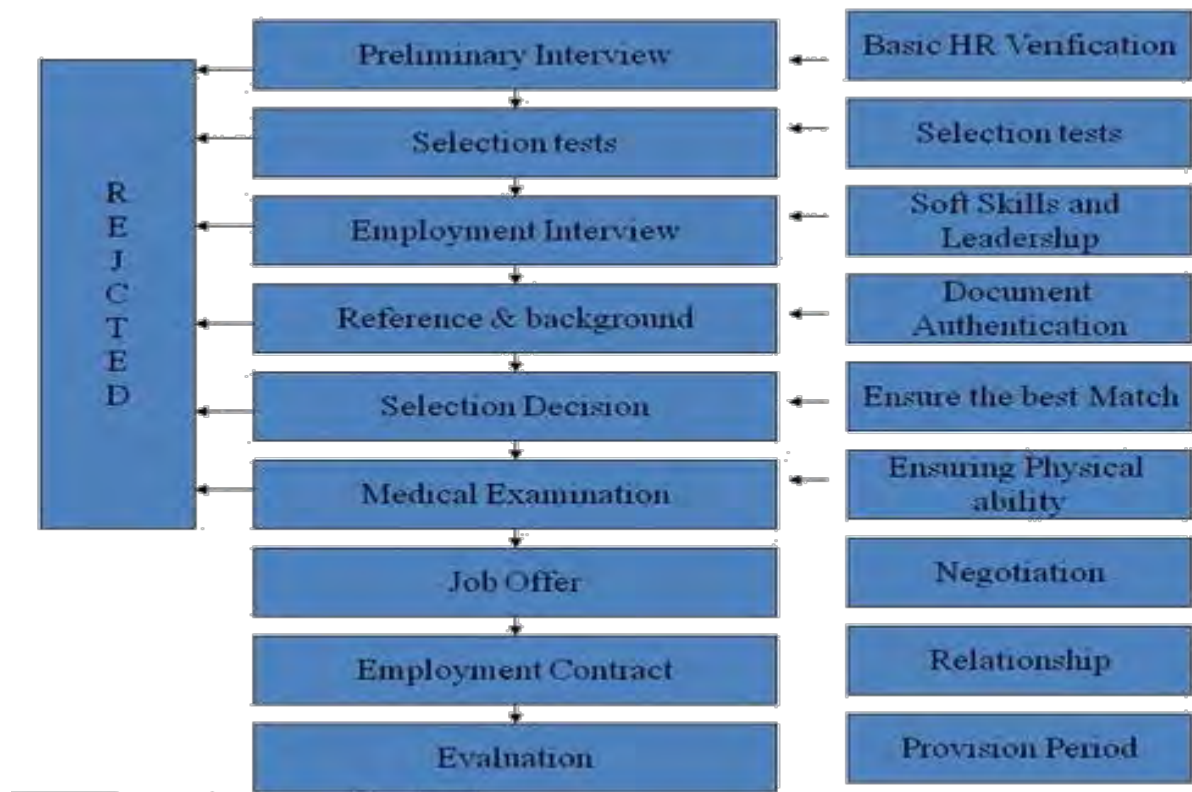 Preliminary Interview
Basic HR Verification
Selection tests
Selection tests
R
E
J
C
T
E
D
Employment Interview
Soft Skills and
Leadership
Reference & background
Document
Authentication
Selection Decision
Ensure the best Match
Medical Examination
Ensuring Physical
ability
Job Offer
Negotiation
Employment Contract
Relationship
Evaluation
Provision Period